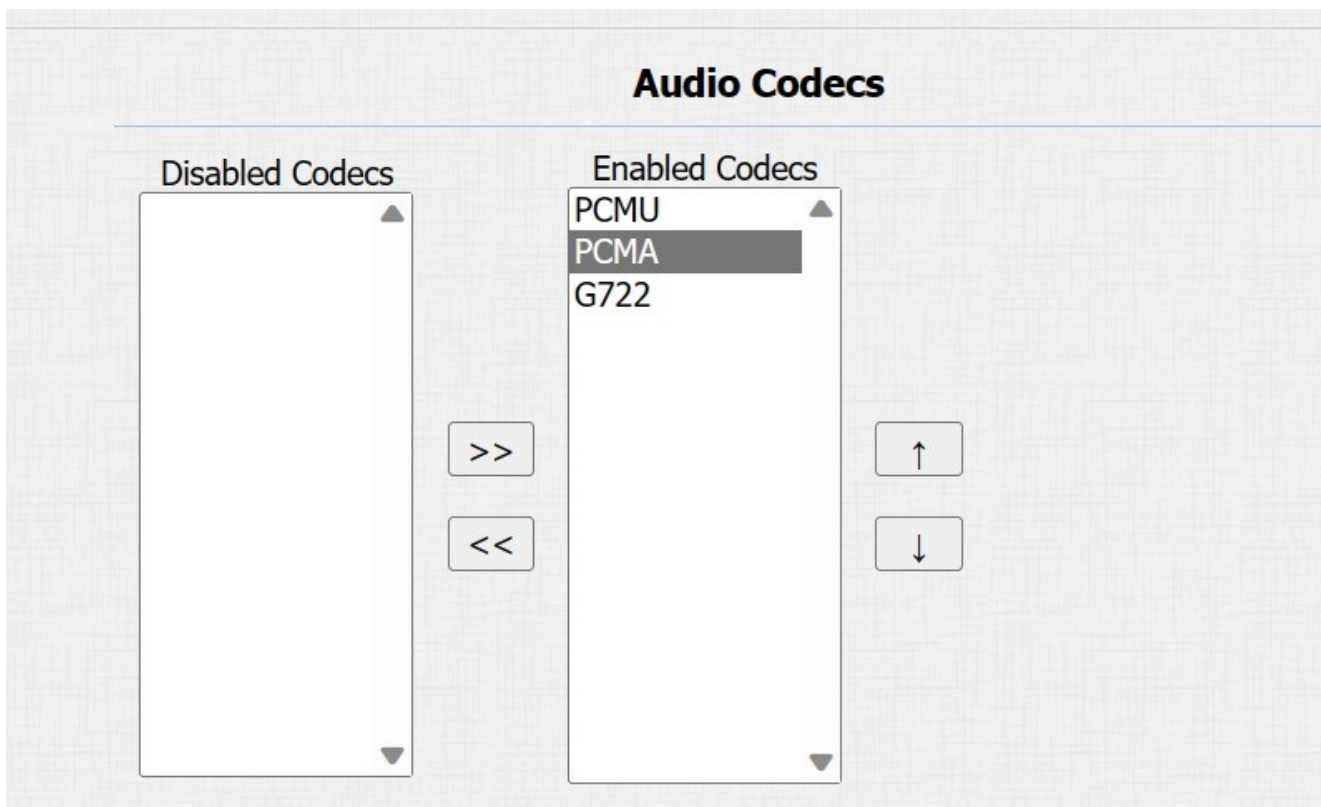 Audio Codecs
Disabled Codecs
Enabled Codecs
PCMU
PCMA
G722
>>
↑
<<
↓